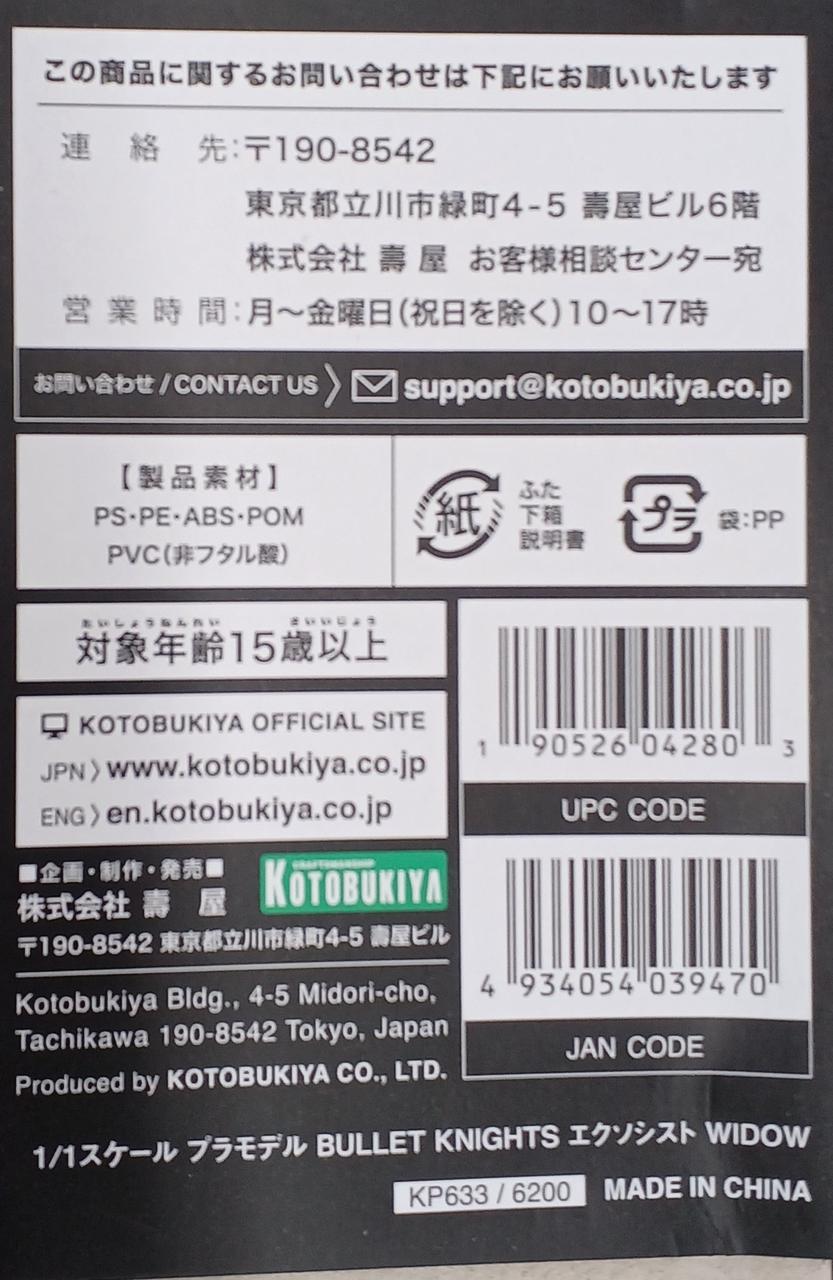 この商品に関するお問い合わせは下記にお願いいたします
連絡先:〒190-8542
東京都立川市緑町4-5 壽屋ビル6階
株式会社 壽屋 お客様相談センター宛
営業時間:月〜金曜日(祝日を除く)10〜17時
お問い合わせ/CONTACT US 〉 support@kotobukiya.co.jp
【製品素材】
PS・PE・ABS・POM
PVC(非フタル酸)
紙
ふた
下箱
説明書
プラ
袋:PP
たいしょうねんれい さいいじょう
対象年齢15歳以上
KOTOBUKIYA OFFICIAL SITE
JPN〉www.kotobukiya.co.jp
ENG〉en.kotobukiya.co.jp
1 90526 04280 3
UPC CODE
■企画・制作・発売■
株式会社 壽屋
CRAFTSMANSHIP
KOTOBUKIYA
〒190-8542 東京都立川市緑町4-5 壽屋ビル
Kotobukiya Bldg., 4-5 Midori-cho,
Tachikawa 190-8542 Tokyo, Japan
Produced by KOTOBUKIYA CO., LTD.
4 934054 039470
JAN CODE
1/1スケール プラモデル BULLET KNIGHTS エクソシスト WIDOW
KP633 / 6200 MADE IN CHINA